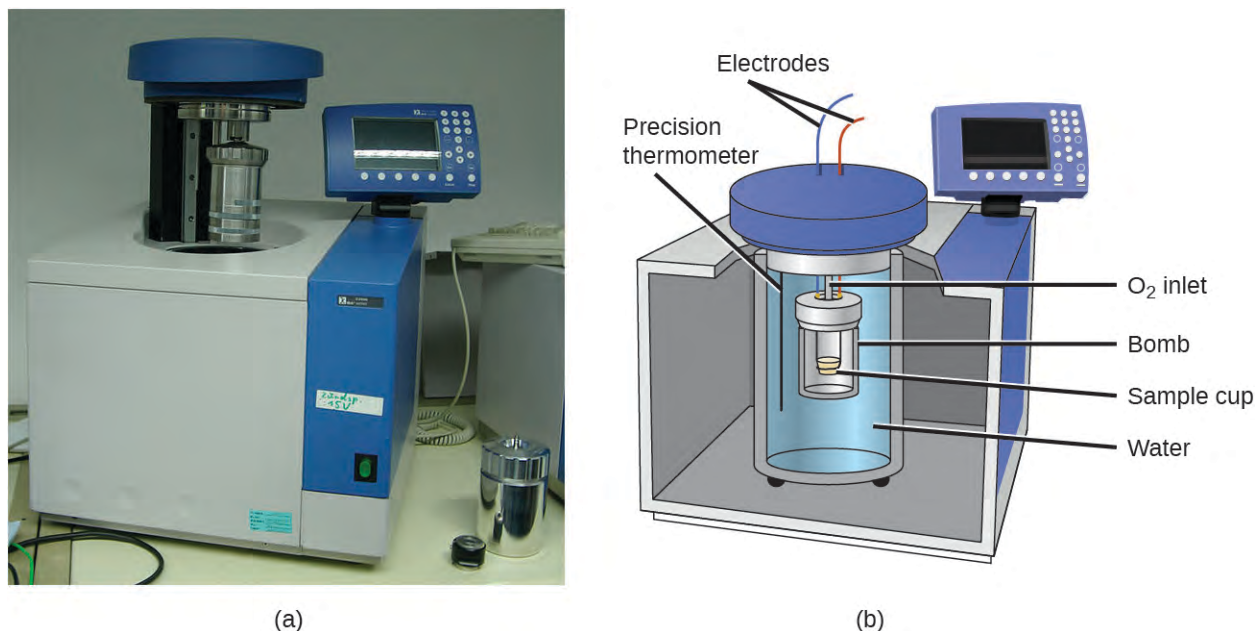 Electrodes
Precision
thermometer
O₂ inlet
Bomb
Sample cup
Water
(a)
(b)